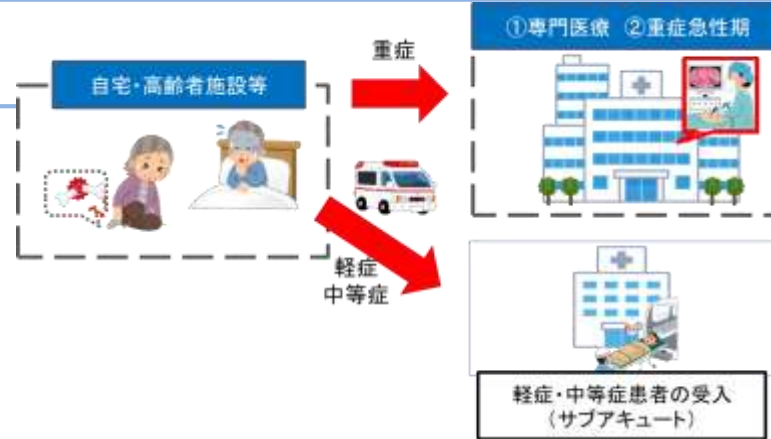 自宅・高齢者施設等
重症
①専門医療 ②重症急性期
軽症
中等症
軽症・中等症患者の受入
(サブアキュート)